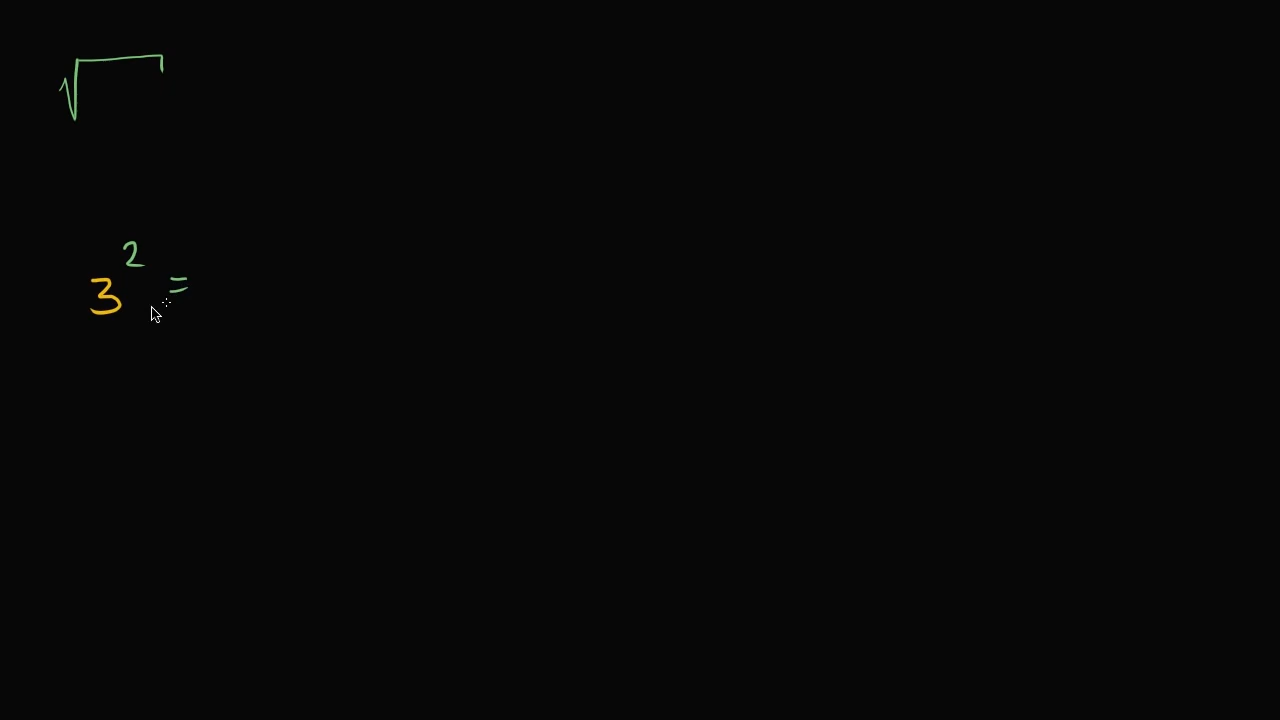 √
3² =